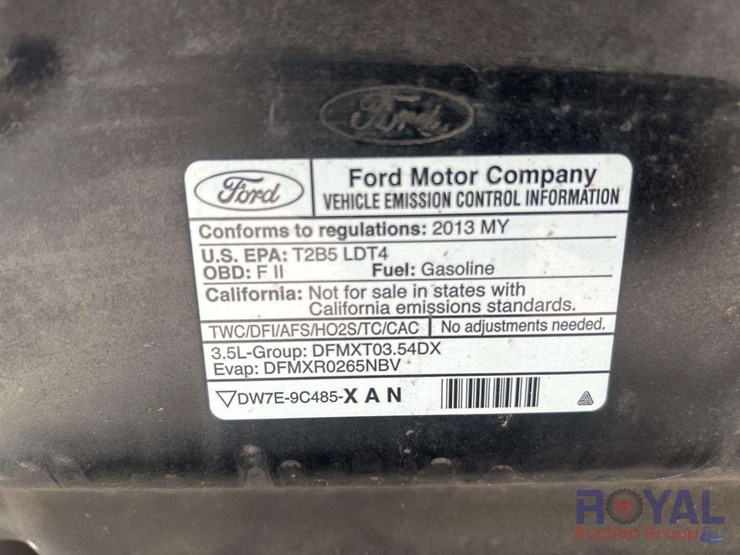 Ford
Ford
Ford Motor Company
VEHICLE EMISSION CONTROL INFORMATION
Conforms to regulations: 2013 MY
U.S. EPA: T2B5 LDT4
OBD: F II Fuel: Gasoline
California: Not for sale in states with
California emissions standards.
TWC/DFI/AFS/HO2S/TC/CAC No adjustments needed.
3.5L-Group: DFMXT03.54DX
Evap: DFMXR0265NBV
DW7E-9C485-X A N
ROYAL
Auction Group